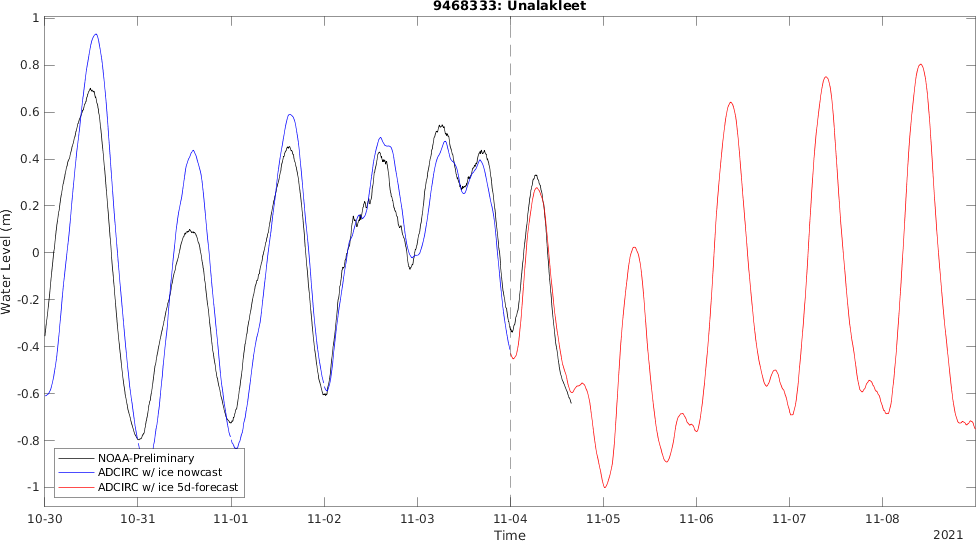 9468333: Unalakleet
Water Level (m)
1
0.8
0.6
0.4
0.2
0
-0.2
-0.4
-0.6
-0.8
-1
NOAA-Preliminary
ADCIRC w/ ice nowcast
ADCIRC w/ ice 5d-forecast
10-30 10-31 11-01 11-02 11-03 11-04 11-05 11-06 11-07 11-08
Time
2021